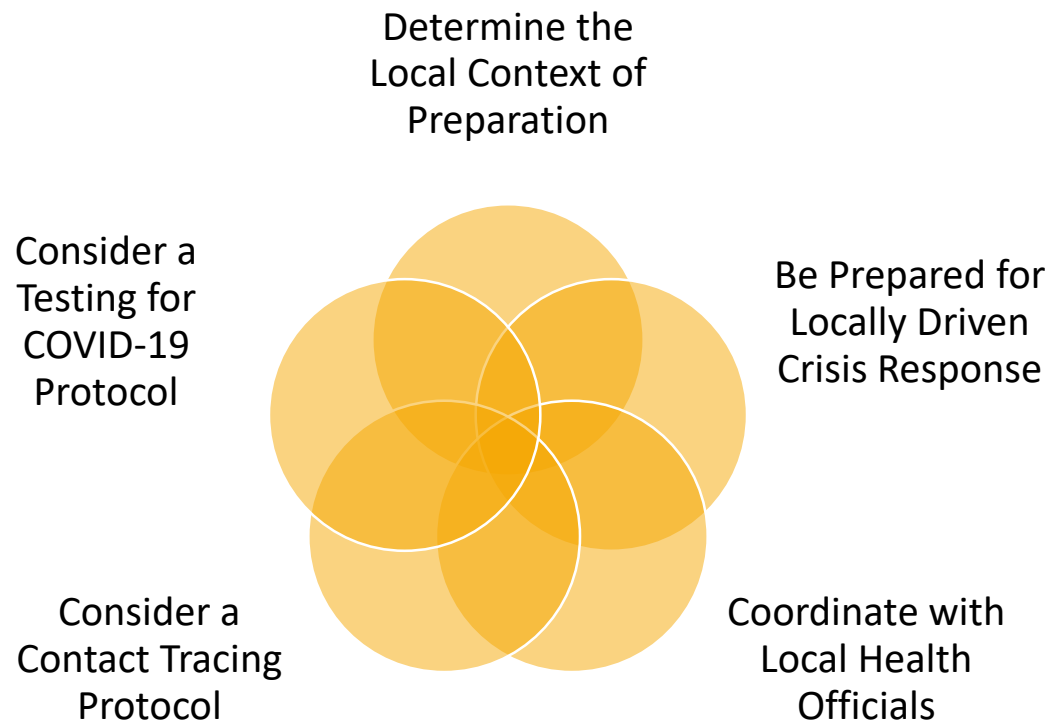 Determine the
Local Context of
Preparation
Consider a
Testing for
COVID-19
Protocol
Be Prepared for
Locally Driven
Crisis Response
Consider a
Contact Tracing
Protocol
Coordinate with
Local Health
Officials